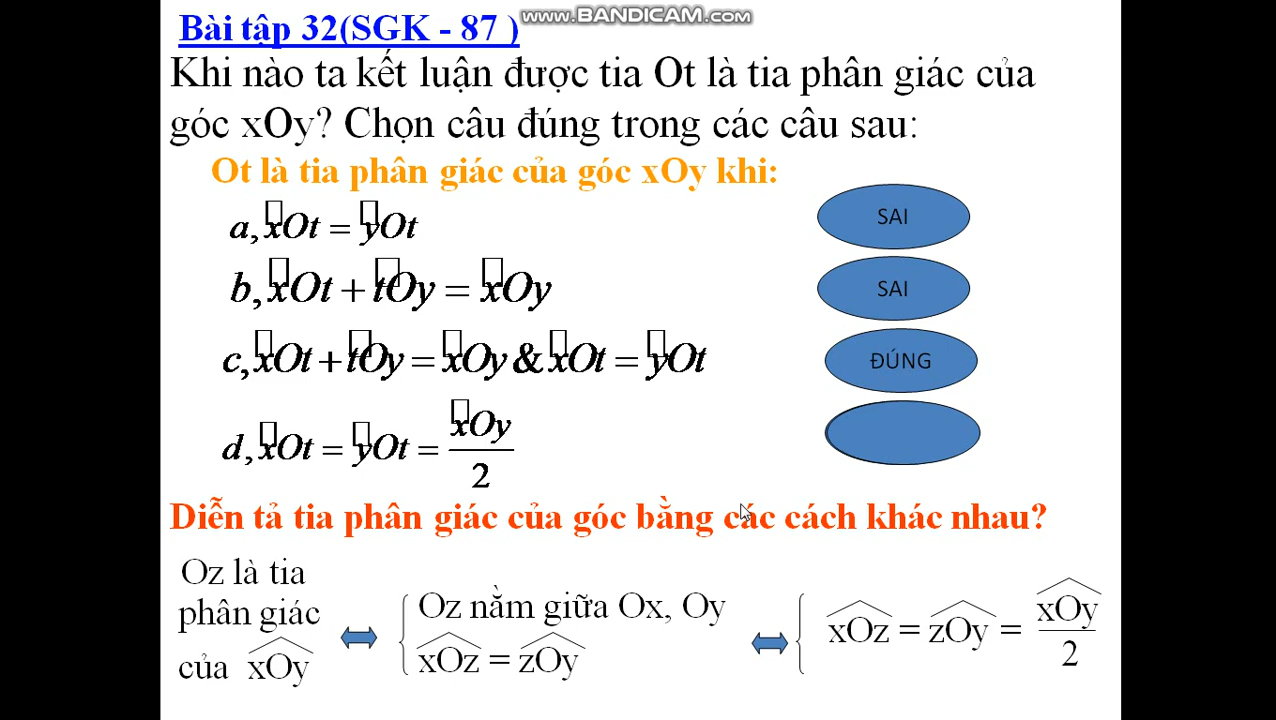 www.BANDICAM.com
Bài tập 32(SGK - 87 )
Khi nào ta kết luận được tia Ot là tia phân giác của
góc xOy? Chọn câu đúng trong các câu sau:
Ot là tia phân giác của góc xOy khi:
a, xOt = yOt
SAI
b, xOt + tOy = xOy
SAI
c, xOt + tOy = xOy & xOt = yOt
ĐÚNG
d, xOt = yOt = xOy/2
Diễn tả tia phân giác của góc bằng các cách khác nhau?
Oz là tia
phân giác
của xOy
Oz nằm giữa Ox, Oy
xOz = zOy
xOz = zOy = xOy/2